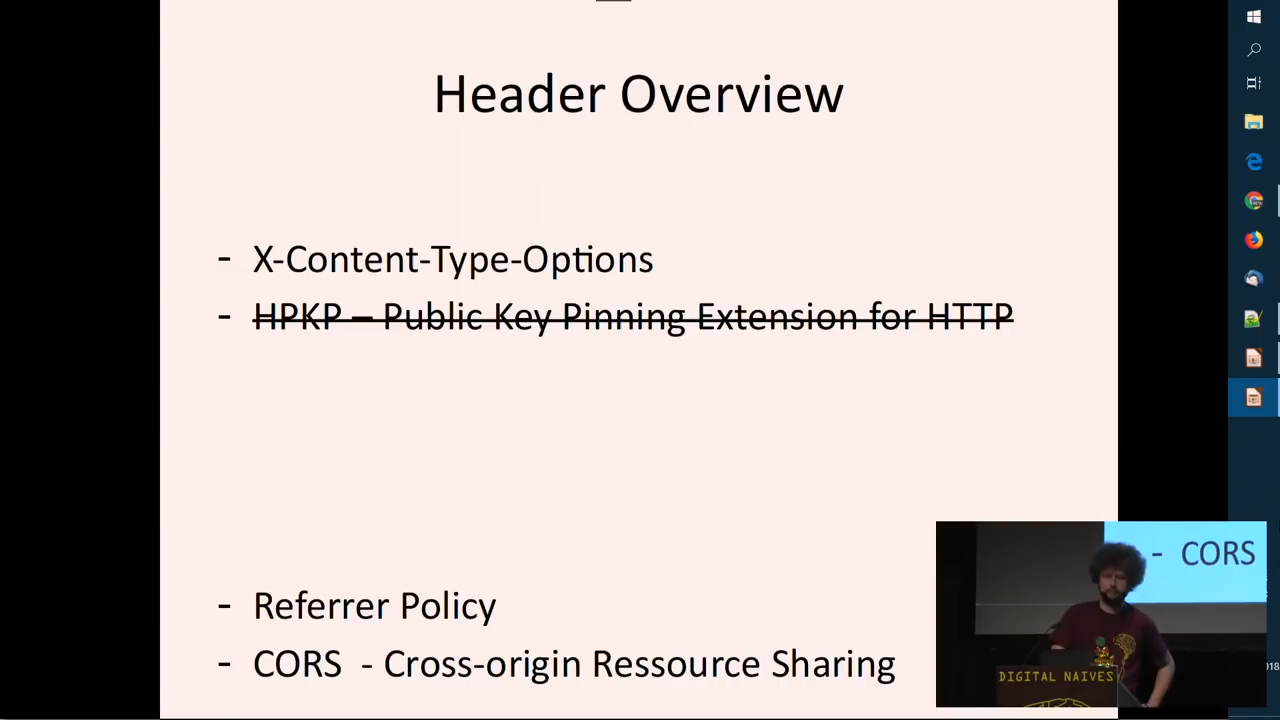 Header Overview
- X-Content-Type-Options
- HPKP – Public Key Pinning Extension for HTTP
- Referrer Policy
- CORS - Cross-origin Ressource Sharing
- CORS
DIGITAL NAIVES